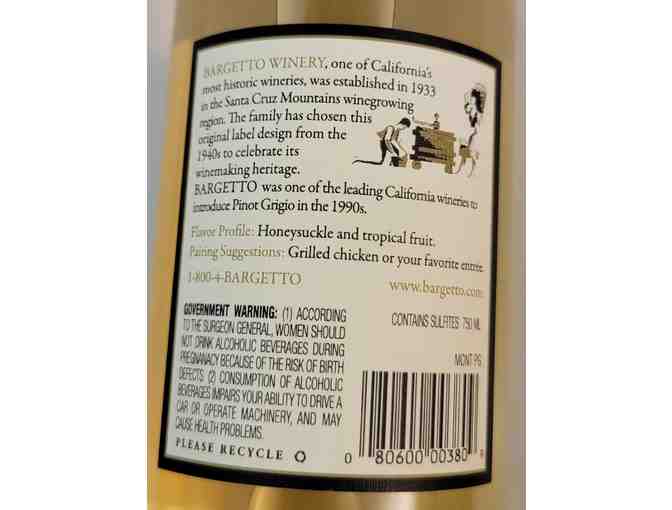 BARGETTO WINERY, one of California's
most historic wineries, was established in 1933
in the Santa Cruz Mountains winegrowing
region. The family has chosen this
original label design from the
1940s to celebrate its
winemaking heritage.
BARGETTO was one of the leading California wineries to
introduce Pinot Grigio in the 1990s.
Flavor Profile: Honeysuckle and tropical fruit.
Pairing Suggestions: Grilled chicken or your favorite entrée.
1-800-4-BARGETTO
www.bargetto.com
GOVERNMENT WARNING: (1) ACCORDING
TO THE SURGEON GENERAL, WOMEN SHOULD
NOT DRINK ALCOHOLIC BEVERAGES DURING
PREGNANACY BECAUSE OF THE RISK OF BIRTH
DEFECTS. (2) CONSUMPTION OF ALCOHOLIC
BEVERAGES IMPAIRS YOUR ABILITY TO DRIVE A
CAR OR OPERATE MACHINERY, AND MAY
CAUSE HEALTH PROBLEMS.
PLEASE RECYCLE
CONTAINS SULFITES 750 ML
MONT PG
0 80600 00380